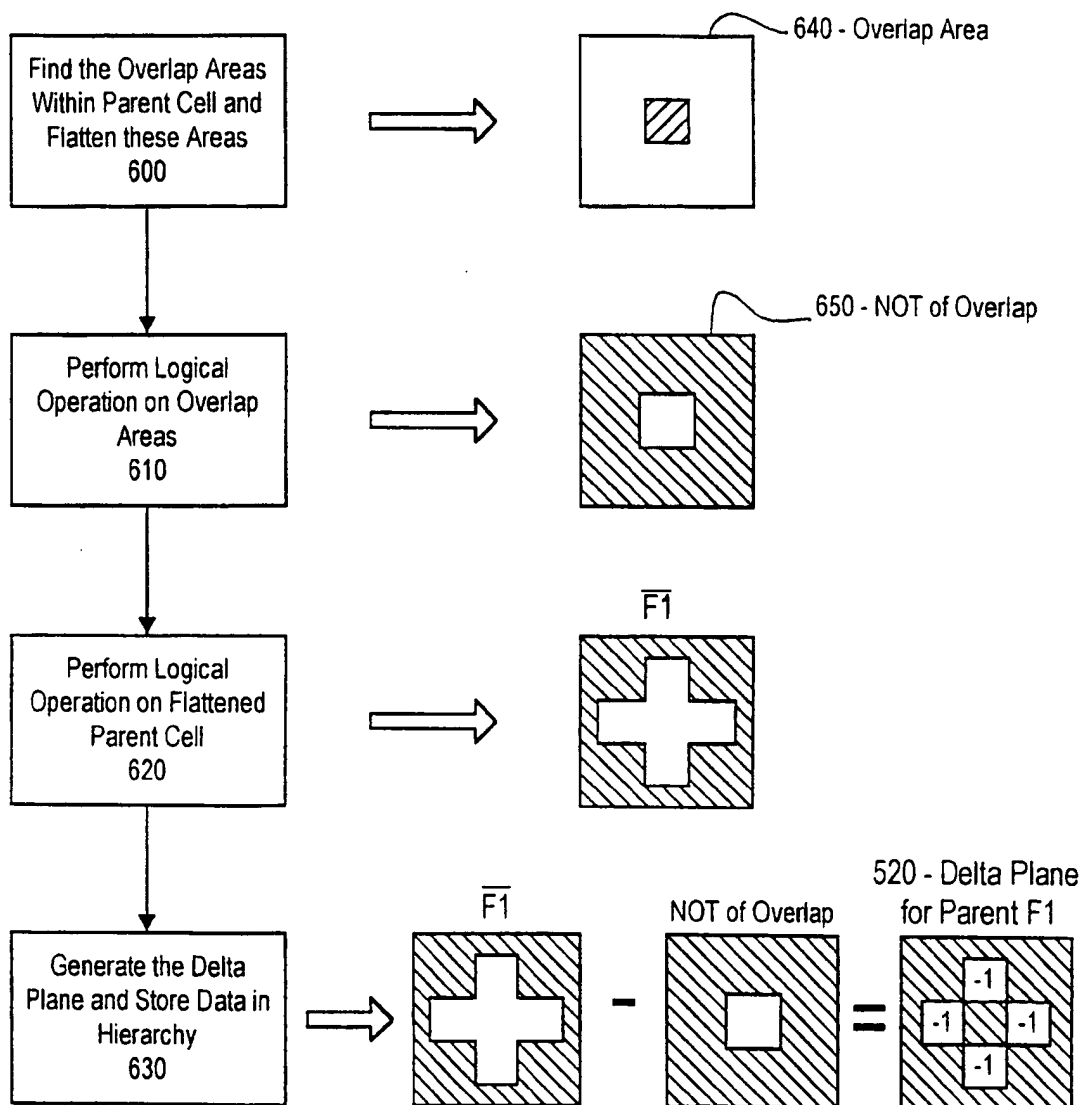 Find the Overlap Areas
Within Parent Cell and
Flatten these Areas
600
640 - Overlap Area
Perform Logical
Operation on Overlap
Areas
610
650 - NOT of Overlap
Perform Logical
Operation on Flattened
Parent Cell
620
F1
Generate the Delta
Plane and Store Data in
Hierarchy
630
F1
-
NOT of Overlap
=
520 - Delta Plane
for Parent F1
-1
-1 -1
-1